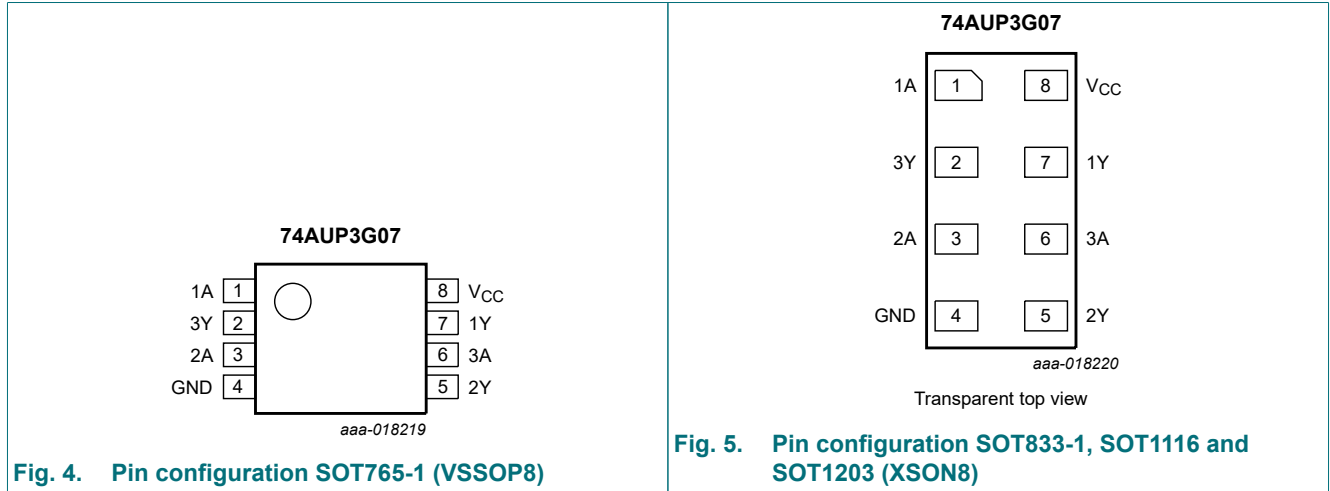 74AUP3G07
1A 1 8 VCC
3Y 2 7 1Y
2A 3 6 3A
GND 4 5 2Y
aaa-018219
Fig. 4. Pin configuration SOT765-1 (VSSOP8)
74AUP3G07
1A 1 8 VCC
3Y 2 7 1Y
2A 3 6 3A
GND 4 5 2Y
aaa-018220
Transparent top view
Fig. 5. Pin configuration SOT833-1, SOT1116 and
SOT1203 (XSON8)